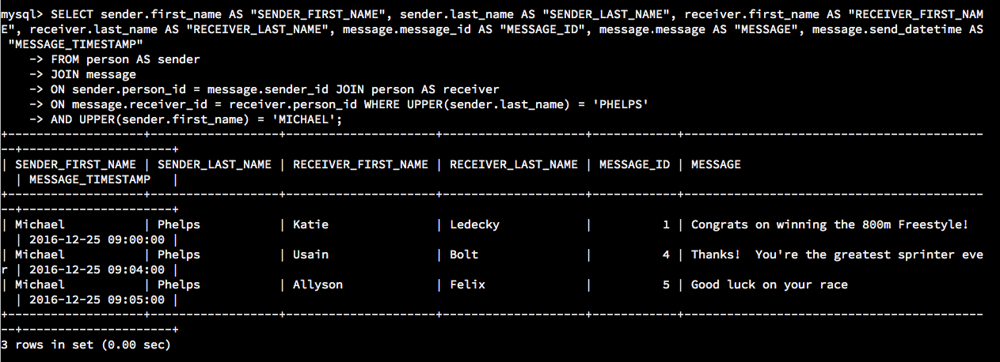 mysql> SELECT sender.first_name AS "SENDER_FIRST_NAME", sender.last_name AS "SENDER_LAST_NAME", receiver.first_name AS "RECEIVER_FIRST_NAM
E", receiver.last_name AS "RECEIVER_LAST_NAME", message.message_id AS "MESSAGE_ID", message.message AS "MESSAGE", message.send_datetime AS
 "MESSAGE_TIMESTAMP"
    -> FROM person AS sender
    -> JOIN message
    -> ON sender.person_id = message.sender_id JOIN person AS receiver
    -> ON message.receiver_id = receiver.person_id WHERE UPPER(sender.last_name) = 'PHELPS'
    -> AND UPPER(sender.first_name) = 'MICHAEL';
+-------------------+------------------+---------------------+--------------------+------------+------------------------------------------
--+---------------------+
| SENDER_FIRST_NAME | SENDER_LAST_NAME | RECEIVER_FIRST_NAME | RECEIVER_LAST_NAME | MESSAGE_ID | MESSAGE
  | MESSAGE_TIMESTAMP   |
+-------------------+------------------+---------------------+--------------------+------------+------------------------------------------
--+---------------------+
| Michael           | Phelps           | Katie               | Ledecky            |          1 | Congrats on winning the 800m Freestyle!
  | 2016-12-25 09:00:00 |
| Michael           | Phelps           | Usain               | Bolt               |          4 | Thanks!  You're the greatest sprinter eve
r | 2016-12-25 09:04:00 |
| Michael           | Phelps           | Allyson             | Felix              |          5 | Good luck on your race
  | 2016-12-25 09:05:00 |
+-------------------+------------------+---------------------+--------------------+------------+------------------------------------------
--+---------------------+
3 rows in set (0.00 sec)